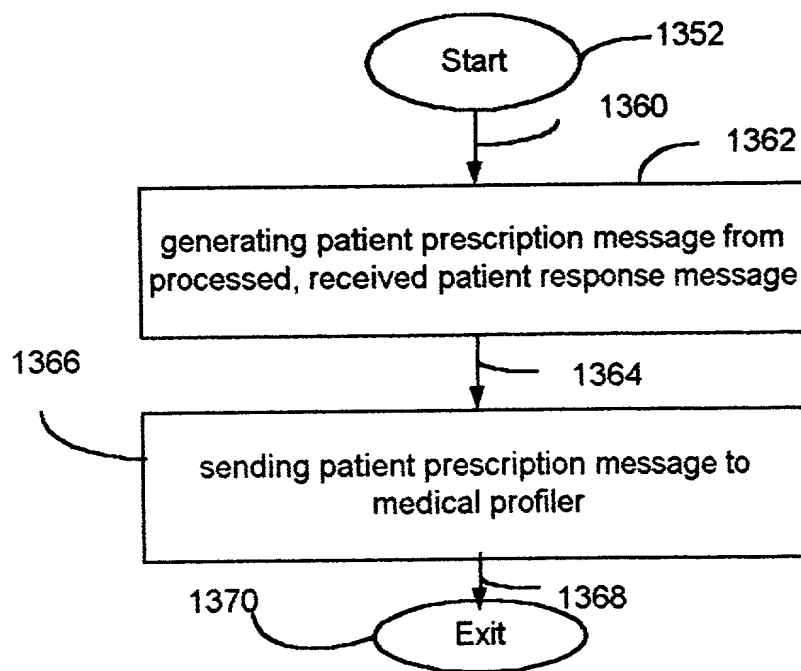 1352
Start
1360
1362
generating patient prescription message from
processed, received patient response message
1364
1366
sending patient prescription message to
medical profiler
1368
1370
Exit